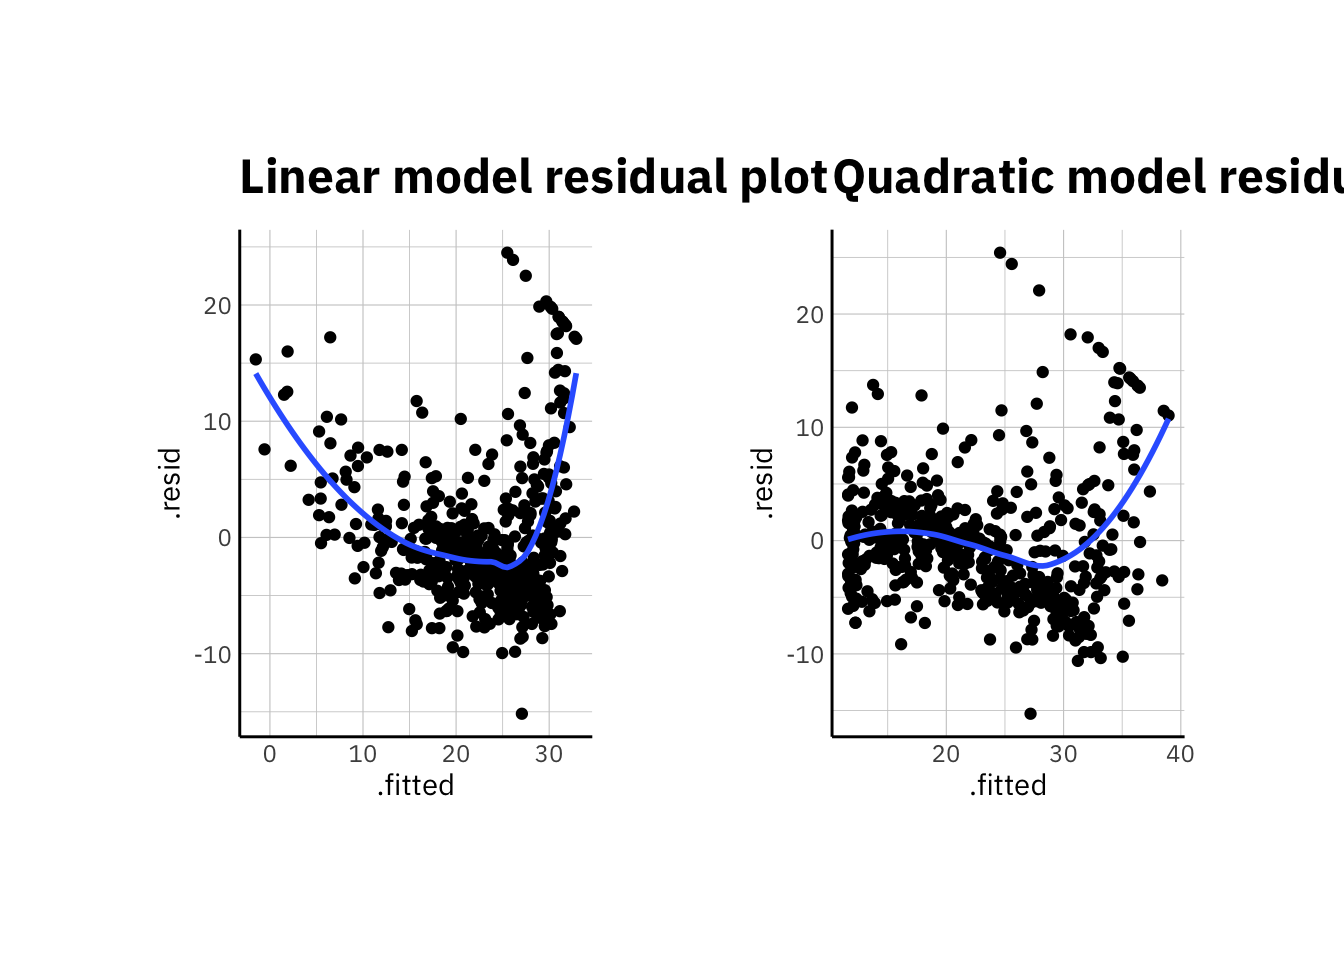 Linear model residual plot
.resid
20
10
0
-10
0 10 20 30
.fitted
Quadratic model residu
.resid
20
10
0
-10
20 30 40
.fitted